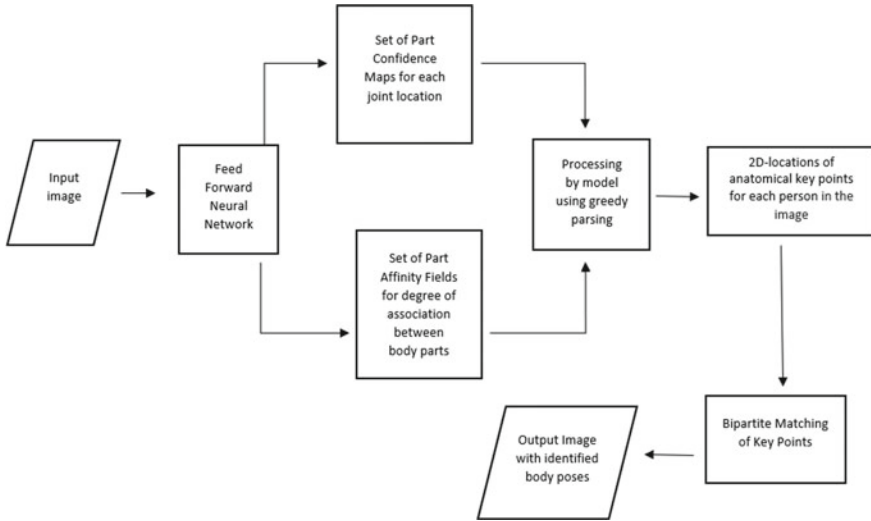 Input
image
Feed
Forward
Neural
Network
Set of Part
Confidence
Maps for each
joint location
Set of Part
Affinity Fields
for degree of
association
between
body parts
Processing
by model
using greedy
parsing
2D-locations of
anatomical key points
for each person in the
image
Bipartite Matching
of Key Points
Output Image
with identified
body poses